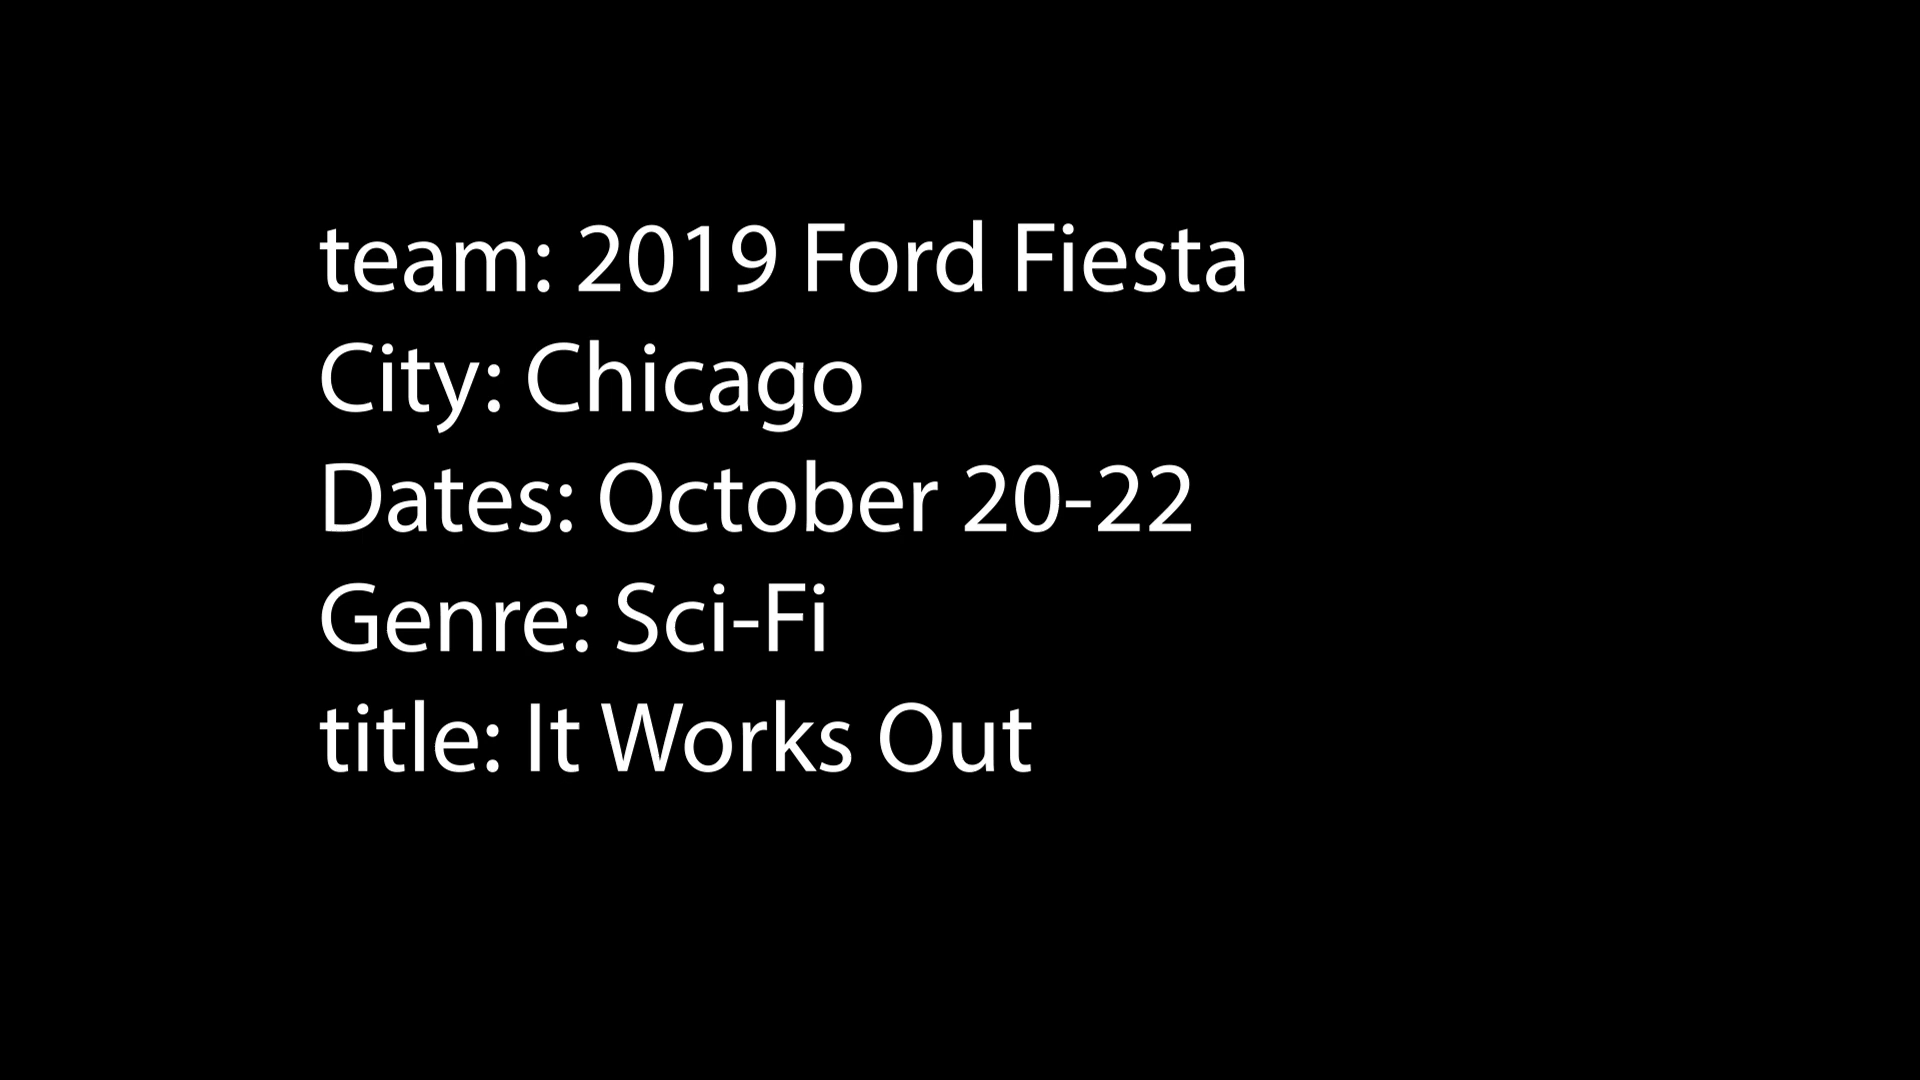 team: 2019 Ford Fiesta
City: Chicago
Dates: October 20-22
Genre: Sci-Fi
title: It Works Out